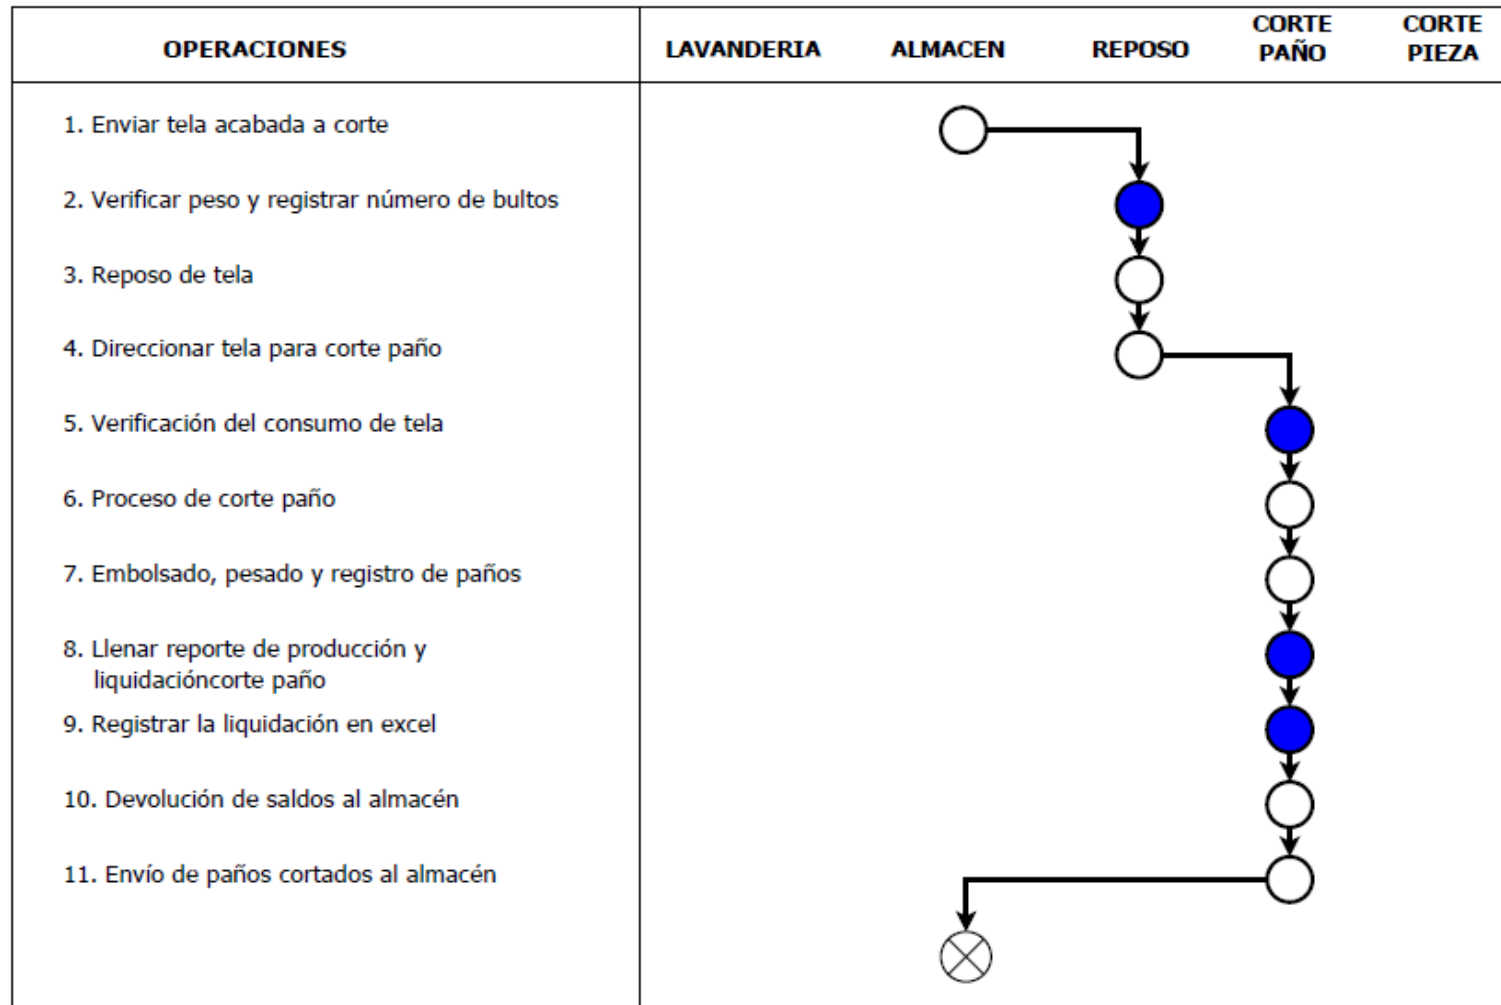 OPERACIONES
LAVANDERIA
ALMACEN
REPOSO
CORTE
PAÑO
CORTE
PIEZA
1. Enviar tela acabada a corte
2. Verificar peso y registrar número de bultos
3. Reposo de tela
4. Direccionar tela para corte paño
5. Verificación del consumo de tela
6. Proceso de corte paño
7. Embolsado, pesado y registro de paños
8. Llenar reporte de producción y
liquidacióncorte paño
9. Registrar la liquidación en excel
10. Devolución de saldos al almacén
11. Envío de paños cortados al almacén